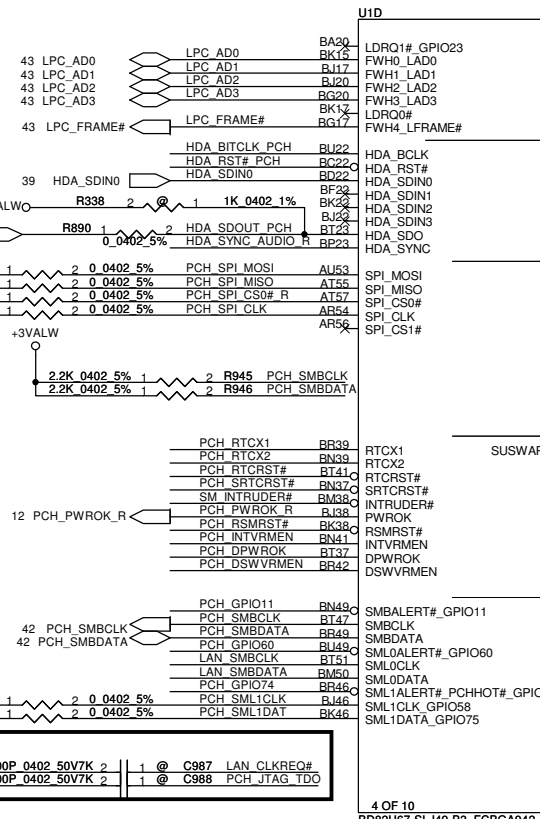 U1D
43 LPC_AD0 LPC_AD0 BK15 FWH0_LAD0
BA20 LDRQ1#_GPIO23
43 LPC_AD1 LPC_AD1 BJ17 FWH1_LAD1
43 LPC_AD2 LPC_AD2 BJ20 FWH2_LAD2
43 LPC_AD3 LPC_AD3 BG20 FWH3_LAD3
BK17 LDRQ0#
43 LPC_FRAME# LPC_FRAME# BG17 FWH4_LFRAME#
HDA_BITCLK_PCH BU22 HDA_BCLK
HDA_RST#_PCH BC22 HDA_RST#
39 HDA_SDIN0 HDA_SDIN0 BD22 HDA_SDIN0
BF22 HDA_SDIN1
R338 2 @ 1 1K_0402_1% BK22 HDA_SDIN2
BJ22 HDA_SDIN3
R890 1 2 HDA_SDOUT_PCH BT23 HDA_SDO
0_0402_5% HDA_SYNC_AUDIO_R BP23 HDA_SYNC
1 2 0_0402_5% PCH_SPI_MOSI AU53 SPI_MOSI
1 2 0_0402_5% PCH_SPI_MISO AT55 SPI_MISO
1 2 0_0402_5% PCH_SPI_CS0#_R AT57 SPI_CS0#
1 2 0_0402_5% PCH_SPI_CLK AR54 SPI_CLK
AR56 SPI_CS1#
+3VALW
2.2K_0402_5% 1 2 R945 PCH_SMBCLK
2.2K_0402_5% 1 2 R946 PCH_SMBDATA
PCH_RTCX1 BR39 RTCX1
SUSWAR
PCH_RTCX2 BN39 RTCX2
PCH_RTCRST# BT41 RTCRST#
PCH_SRTCRST# BN37 SRTCRST#
SM_INTRUDER# BM38 INTRUDER#
12 PCH_PWROK_R PCH_PWROK_R BJ38 PWROK
PCH_RSMRST# BK38 RSMRST#
PCH_INTVRMEN BN41 INTVRMEN
PCH_DPWROK BT37 DPWROK
PCH_DSWVRMEN BR42 DSWVRMEN
PCH_GPIO11 BN49 SMBALERT#_GPIO11
42 PCH_SMBCLK PCH_SMBCLK BT47 SMBCLK
42 PCH_SMBDATA PCH_SMBDATA BR49 SMBDATA
PCH_GPIO60 BU49 SML0ALERT#_GPIO60
LAN_SMBCLK BT51 SML0CLK
LAN_SMBDATA BM50 SML0DATA
PCH_GPIO74 BR46 SML1ALERT#_PCHHOT#_GPIO
1 2 0_0402_5% PCH_SML1CLK BJ46 SML1CLK_GPIO58
1 2 0_0402_5% PCH_SML1DAT BK46 SML1DATA_GPIO75
00P_0402_50V7K 2 1 @ C987 LAN_CLKREQ#
00P_0402_50V7K 2 1 @ C988 PCH_JTAG_TDO
4 OF 10